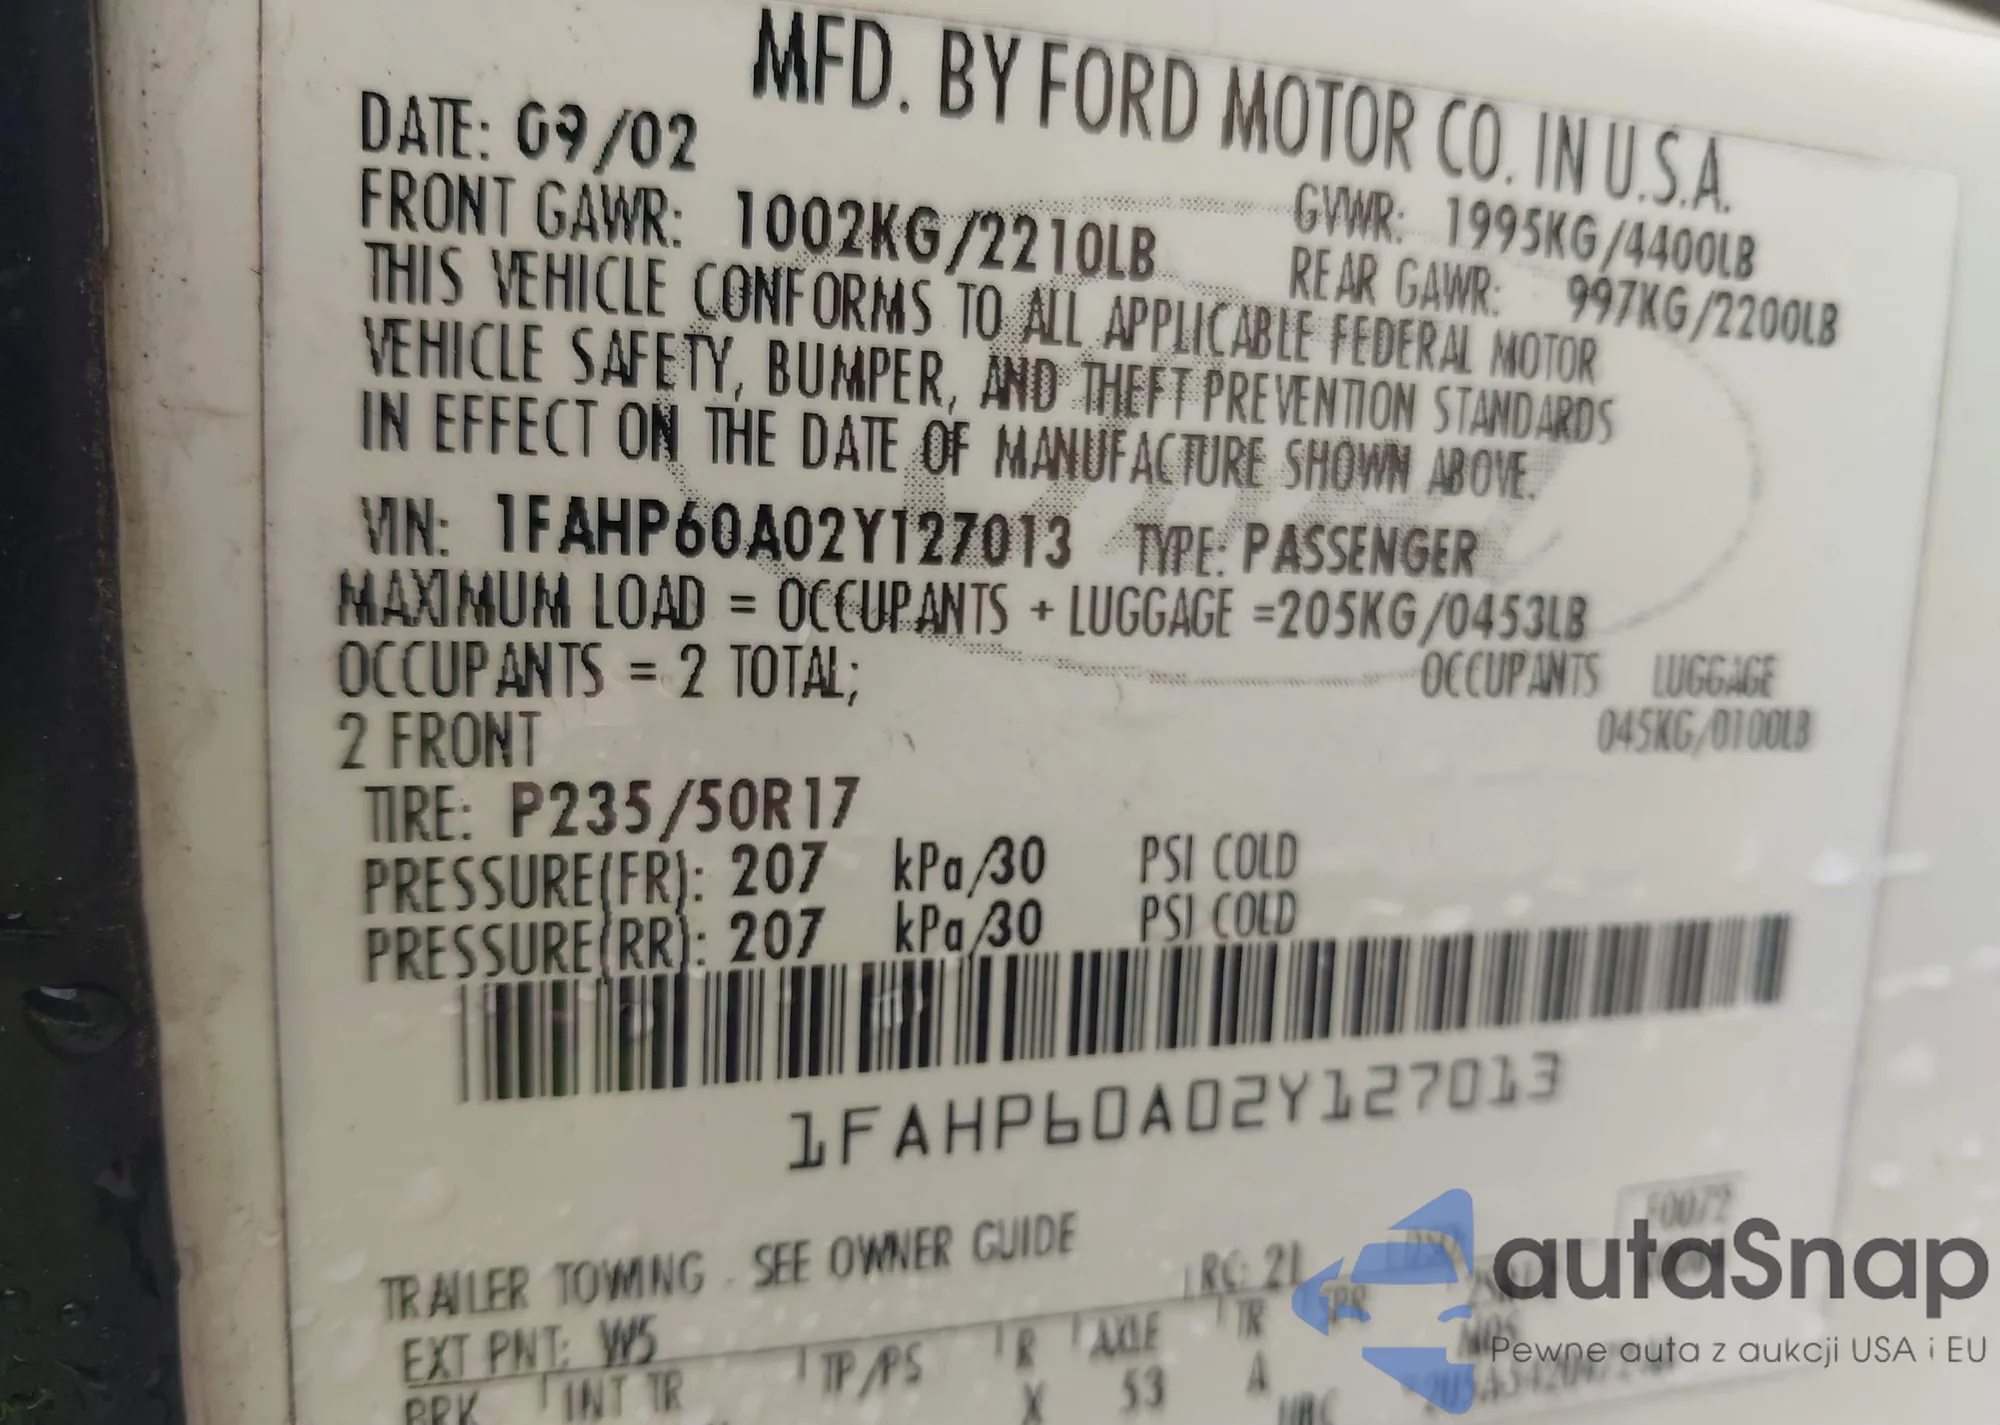 MFD. BY FORD MOTOR CO. IN U.S.A.
DATE: 09/02
GVWR: 1995KG/4400LB
FRONT GAWR: 1002KG/2210LB
REAR GAWR: 997KG/2200LB
THIS VEHICLE CONFORMS TO ALL APPLICABLE FEDERAL MOTOR
VEHICLE SAFETY, BUMPER, AND THEFT PREVENTION STANDARDS
IN EFFECT ON THE DATE OF MANUFACTURE SHOWN ABOVE.
VIN: 1FAHP60A02Y127013 TYPE: PASSENGER
MAXIMUM LOAD = OCCUPANTS + LUGGAGE =205KG/0453LB
OCCUPANTS = 2 TOTAL; OCCUPANTS LUGGAGE
2 FRONT 045KG/0100LB
TIRE: P235/50R17
PRESSURE(FR): 207 kPa/30 PSI COLD
PRESSURE(RR): 207 kPa/30 PSI COLD
1FAHP60A02Y127013
TRAILER TOWING - SEE OWNER GUIDE
EXT PNT: W5 RC: 21
BRK INT TR TP/PS R AXLE TR
X 53 A
autaSnap
Pewne auta z aukcji USA i EU